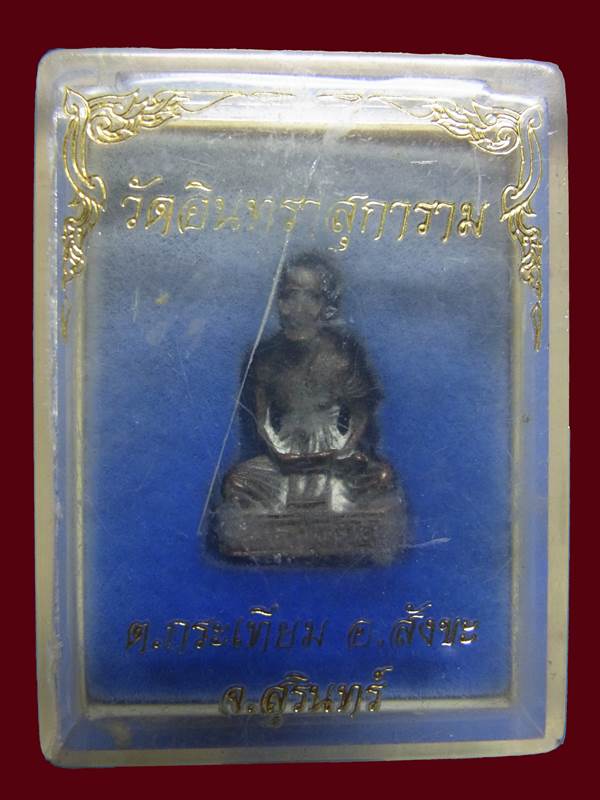 วัดอินทราสุการาม
ต.กระเทียม อ.สังขะ
จ.สุรินทร์